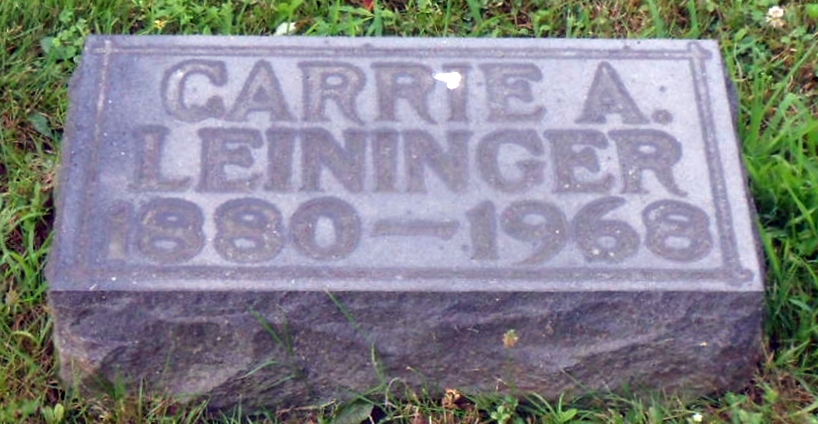 CARRIE A.
LEININGER
1880—1968